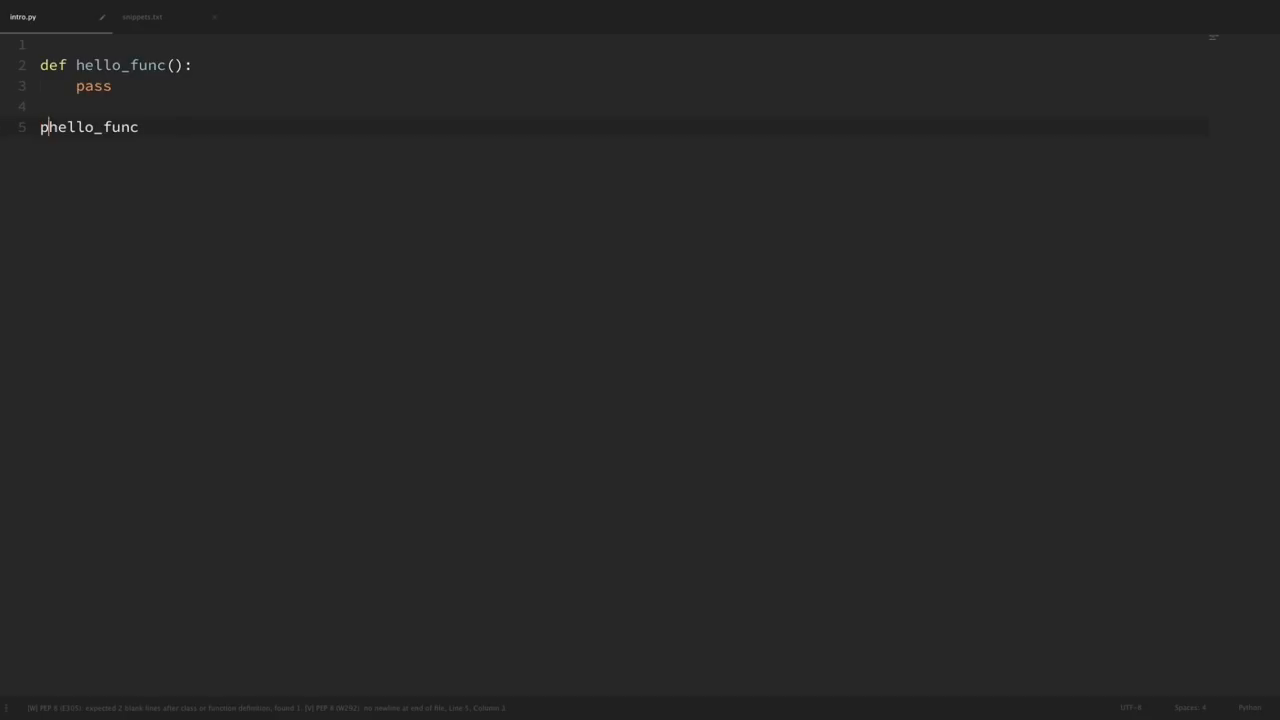 intro.py
snippets.txt
1
2 def hello_func():
3     pass
4
5 phello_func
[W] PEP 8 (E305): expected 2 blank lines after class or function definition, found 1, [W] PEP 8 (W292): no newline at end of file, Line 5, Column 2
UTF-8
Spaces: 4
Python